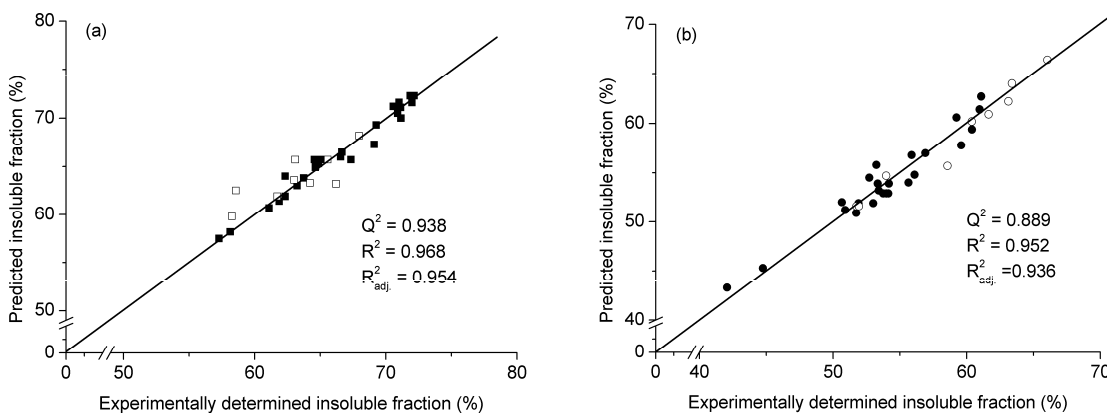 (a)
80
70
60
50
0
Predicted insoluble fraction (%)
Q² = 0.938
R² = 0.968
R²adj. = 0.954
0 50 60 70 80
Experimentally determined insoluble fraction (%)
(b)
70
60
50
40
0
Predicted insoluble fraction (%)
Q² = 0.889
R² = 0.952
R²adj. =0.936
0 40 50 60 70
Experimentally determined insoluble fraction (%)